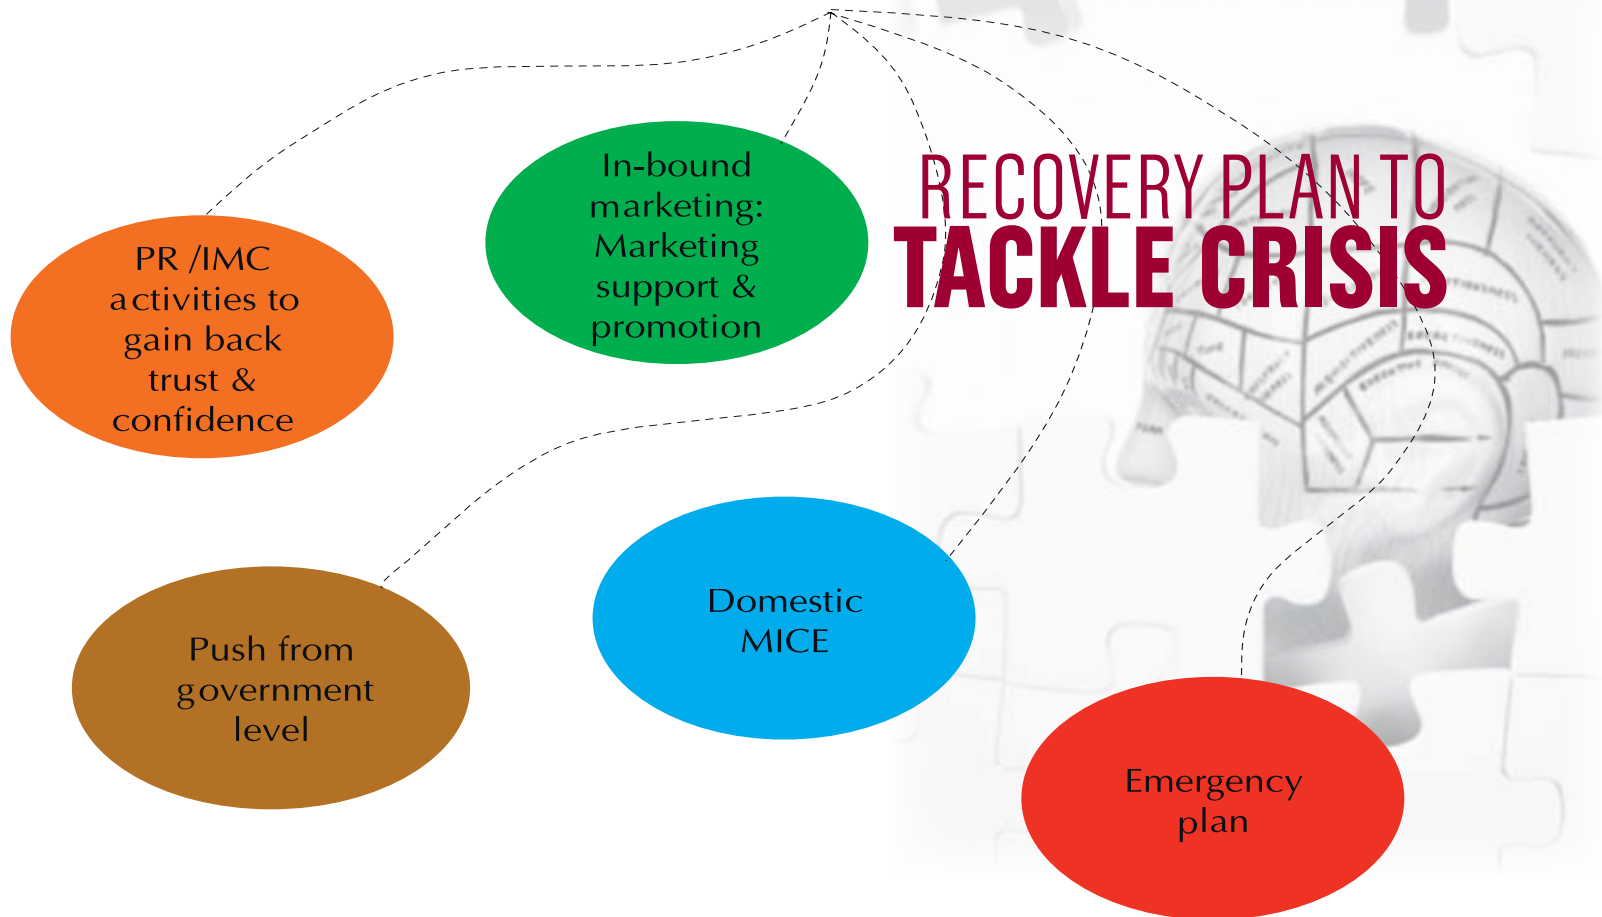 RECOVERY PLAN TO
TACKLE CRISIS
In-bound
marketing:
Marketing
support &
promotion
PR /IMC
activities to
gain back
trust &
confidence
Push from
government
level
Domestic
MICE
Emergency
plan